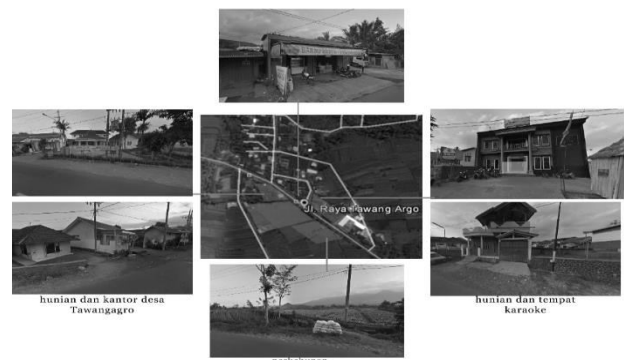 Jl. Raya Tawang Argo
hunian dan kantor desa
Tawangagro
hunian dan tempat
karaoke